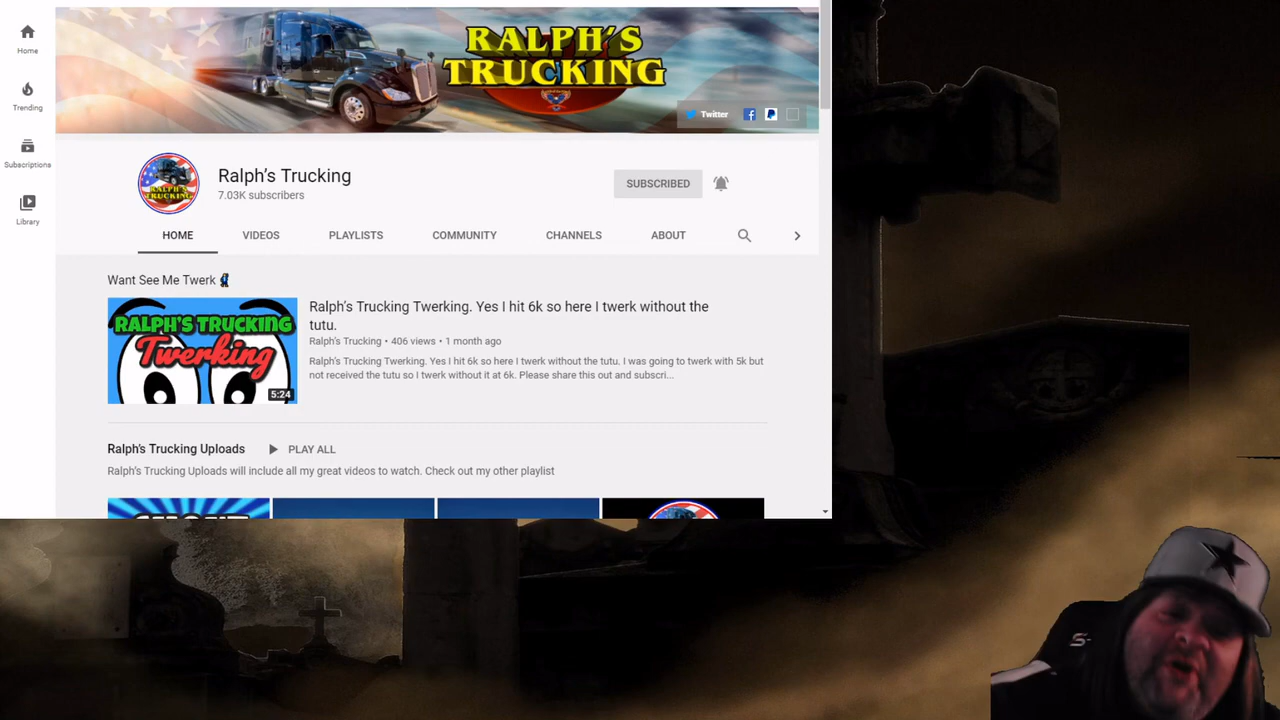 RALPH'S
TRUCKING
Twitter
Home
Trending
Subscriptions
Library
RALPH'S
TRUCKING
Ralph's Trucking
7.03K subscribers
SUBSCRIBED
HOME VIDEOS PLAYLISTS COMMUNITY CHANNELS ABOUT
Want See Me Twerk
RALPH'S TRUCKING
Twerking
5:24
Ralph's Trucking Twerking. Yes I hit 6k so here I twerk without the
tutu.
Ralph's Trucking • 406 views • 1 month ago
Ralph's Trucking Twerking. Yes I hit 6k so here I twerk without the tutu. I was going to twerk with 5k but
not received the tutu so I twerk without it at 6k. Please share this out and subscri...
Ralph's Trucking Uploads PLAY ALL
Ralph's Trucking Uploads will include all my great videos to watch. Check out my other playlist